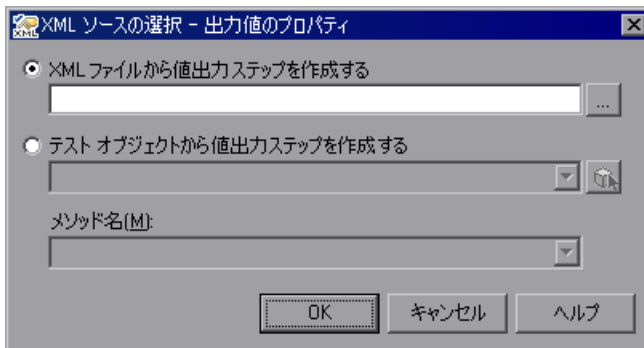 XML ソースの選択 - 出力値のプロパティ
XML ファイルから値出力ステップを作成する
...
テスト オブジェクトから値出力ステップを作成する
メソッド名(M):
OK
キャンセル
ヘルプ